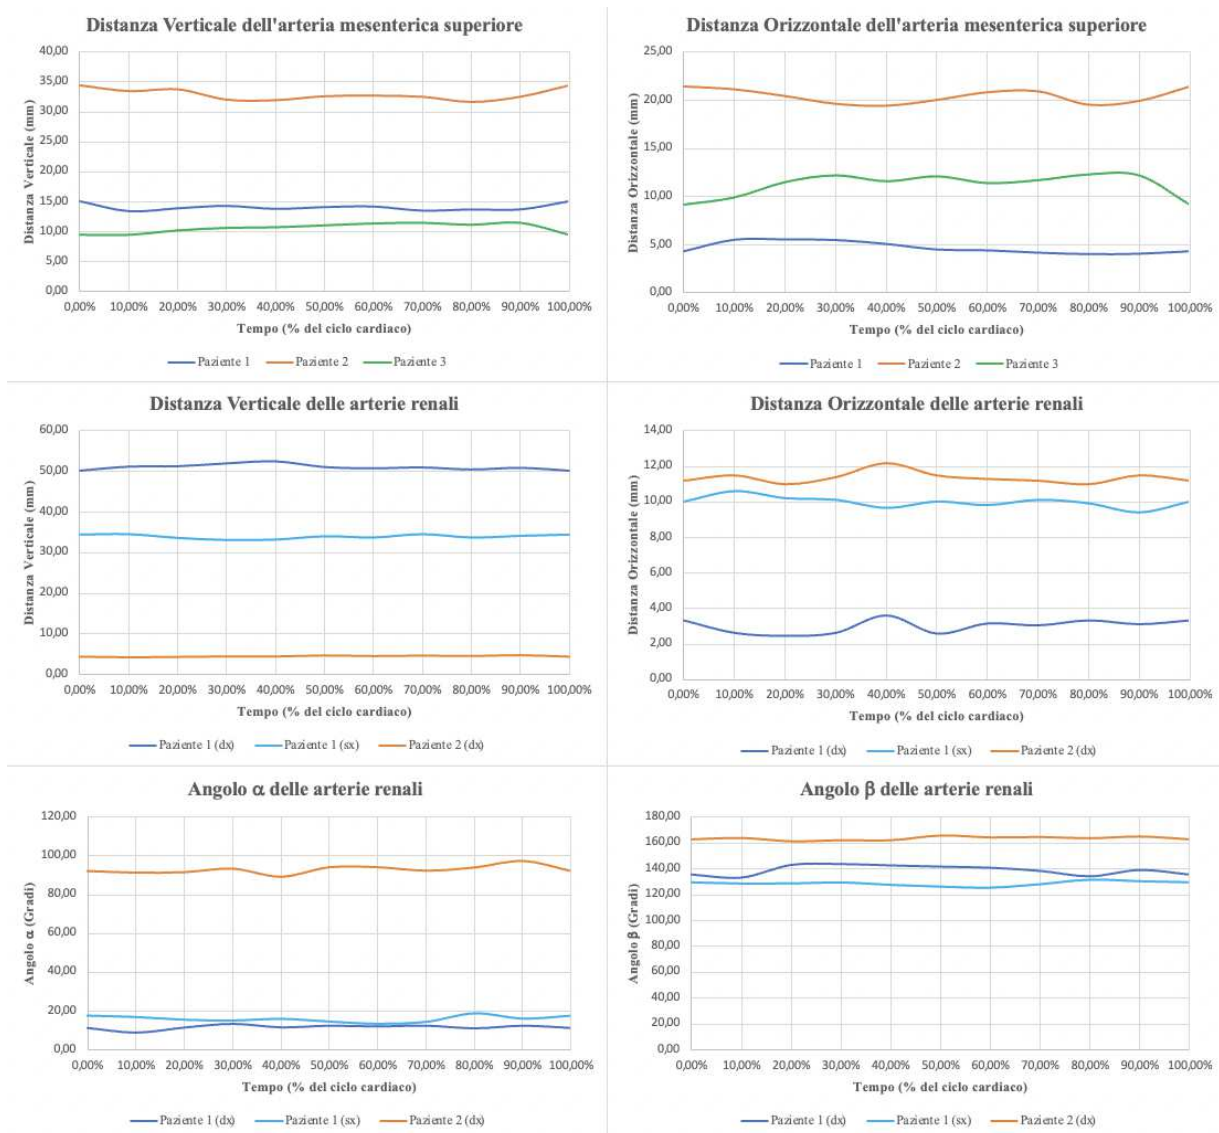 Distanza Verticale dell'arteria mesenterica superiore
40,00
35,00
30,00
25,00
20,00
15,00
10,00
5,00
0,00
Distanza Verticale (mm)
0,00% 10,00% 20,00% 30,00% 40,00% 50,00% 60,00% 70,00% 80,00% 90,00% 100,00%
Tempo (% del ciclo cardiaco)
Paziente 1 Paziente 2 Paziente 3
Distanza Orizzontale dell'arteria mesenterica superiore
25,00
20,00
15,00
10,00
5,00
0,00
Distanza Orizzontale (mm)
0,00% 10,00% 20,00% 30,00% 40,00% 50,00% 60,00% 70,00% 80,00% 90,00% 100,00%
Tempo (% del ciclo cardiaco)
Paziente 1 Paziente 2 Paziente 3
Distanza Verticale delle arterie renali
60,00
50,00
40,00
30,00
20,00
10,00
0,00
Distanza Verticale (mm)
0,00% 10,00% 20,00% 30,00% 40,00% 50,00% 60,00% 70,00% 80,00% 90,00% 100,00%
Tempo (% del ciclo cardiaco)
Paziente 1 (dx) Paziente 1 (sx) Paziente 2 (dx)
Distanza Orizzontale delle arterie renali
14,00
12,00
10,00
8,00
6,00
4,00
2,00
0,00
Distanza Orizzontale (mm)
0,00% 10,00% 20,00% 30,00% 40,00% 50,00% 60,00% 70,00% 80,00% 90,00% 100,00%
Tempo (% del ciclo cardiaco)
Paziente 1 (dx) Paziente 1 (sx) Paziente 2 (dx)
Angolo α delle arterie renali
120,00
100,00
80,00
60,00
40,00
20,00
0,00
Angolo α (Gradi)
0,00% 10,00% 20,00% 30,00% 40,00% 50,00% 60,00% 70,00% 80,00% 90,00% 100,00%
Tempo (% del ciclo cardiaco)
Paziente 1 (dx) Paziente 1 (sx) Paziente 2 (dx)
Angolo β delle arterie renali
180,00
160,00
140,00
120,00
100,00
80,00
60,00
40,00
20,00
0,00
Angolo β (Gradi)
0,00% 10,00% 20,00% 30,00% 40,00% 50,00% 60,00% 70,00% 80,00% 90,00% 100,00%
Tempo (% del ciclo cardiaco)
Paziente 1 (dx) Paziente 1 (sx) Paziente 2 (dx)